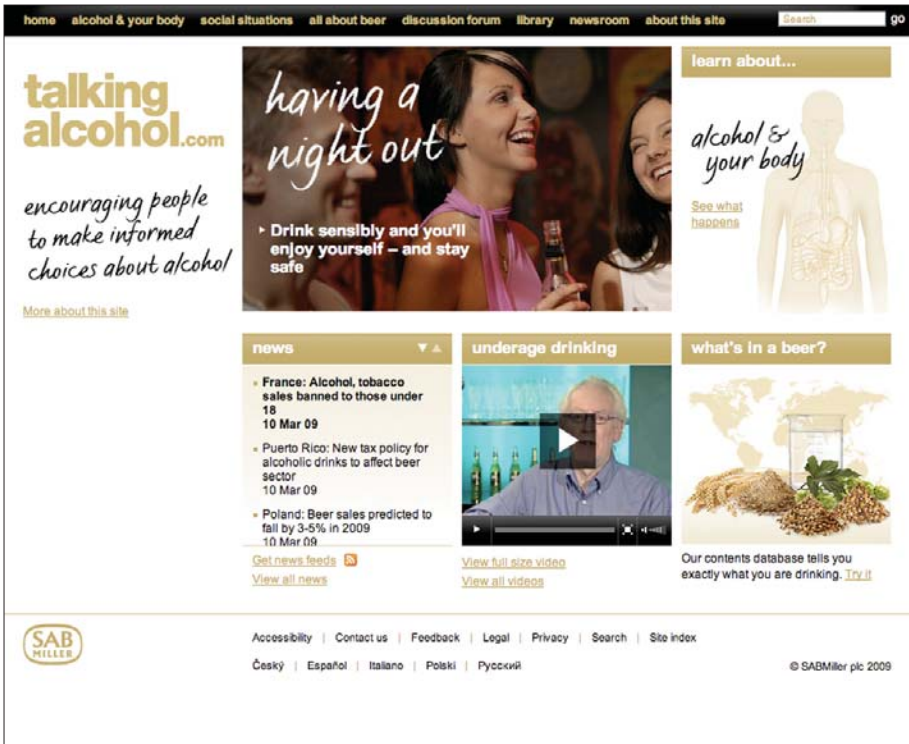 home alcohol & your body social situations all about beer discussion forum library newsroom about this site Search go
talking
alcohol.com
encouraging people
to make informed
choices about alcohol
More about this site
having a
night out
Drink sensibly and you'll
enjoy yourself – and stay
safe
learn about...
alcohol &
your body
See what
happens
news
France: Alcohol, tobacco
sales banned to those under
18
10 Mar 09
Puerto Rico: New tax policy for
alcoholic drinks to affect beer
sector
10 Mar 09
Poland: Beer sales predicted to
fall by 3-5% in 2009
10 Mar 09
Get news feeds
View all news
underage drinking
View full size video
View all videos
what's in a beer?
Our contents database tells you
exactly what you are drinking. Try it
SAB
MILLER
Accessibility | Contact us | Feedback | Legal | Privacy | Search | Site index
Český | Español | Italiano | Polski | Русский
© SABMiller plc 2009